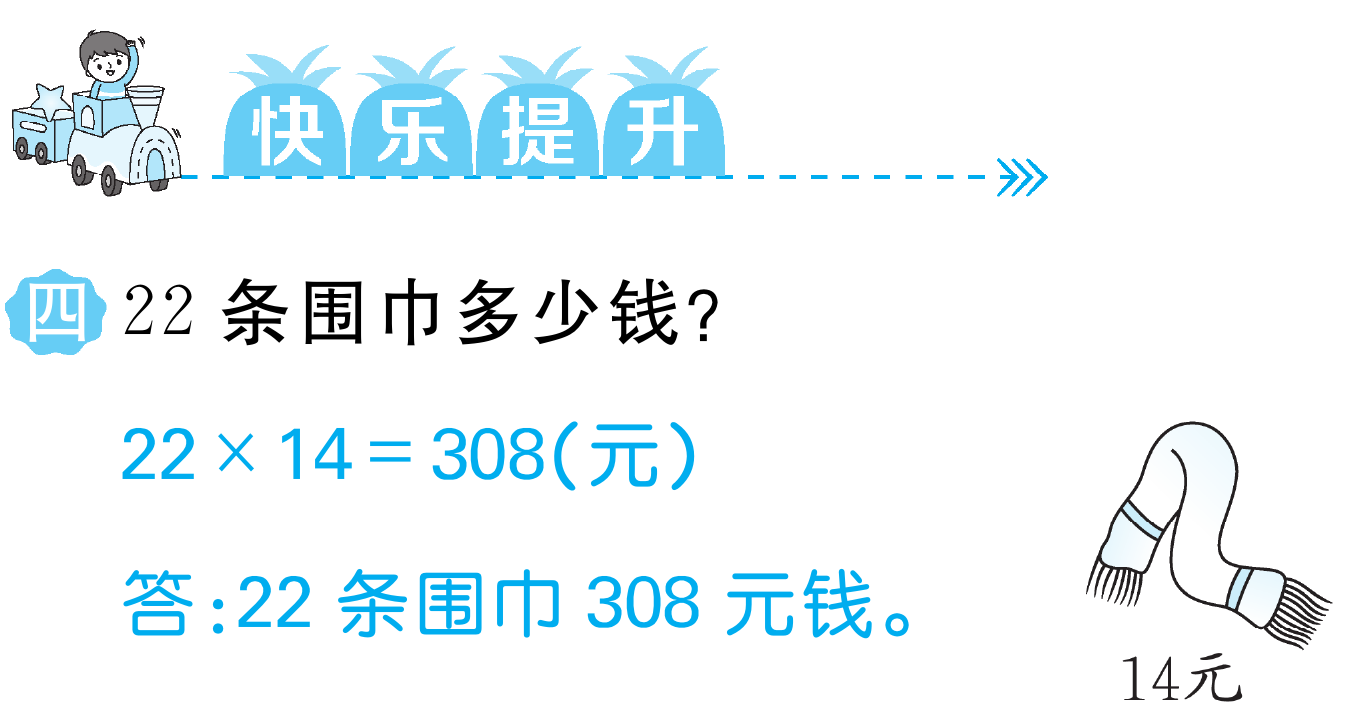 快乐提升
四 22 条围巾多少钱?
22×14=308(元)
答:22 条围巾 308 元钱。
14元